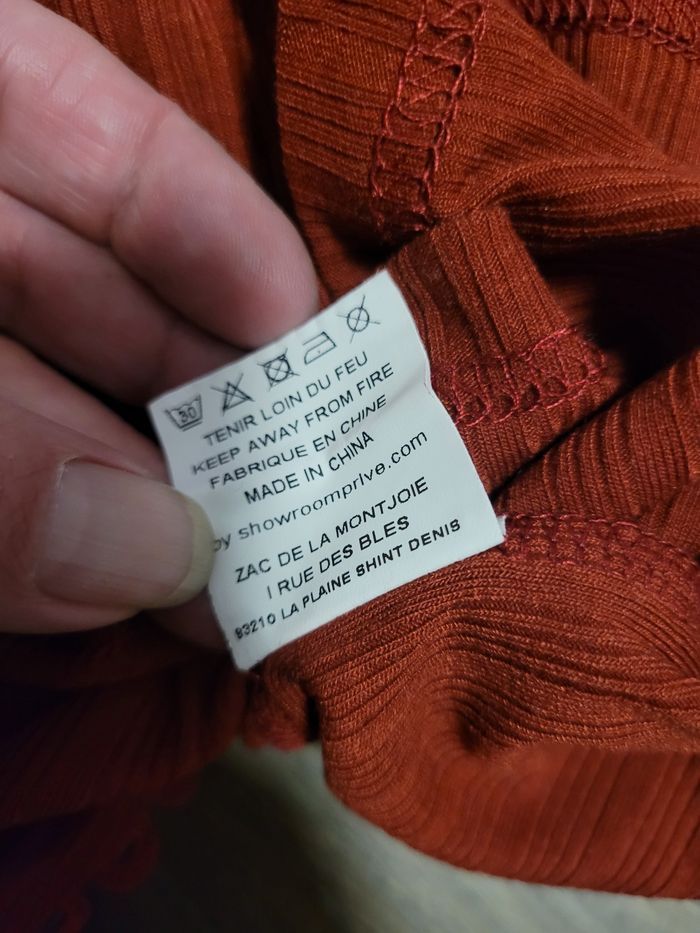 30
TENIR LOIN DU FEU
KEEP AWAY FROM FIRE
FABRIQUE EN CHINE
MADE IN CHINA
by showroomprive.com
ZAC DE LA MONTJOIE
I RUE DES BLES
93210 LA PLAINE SHINT DENIS